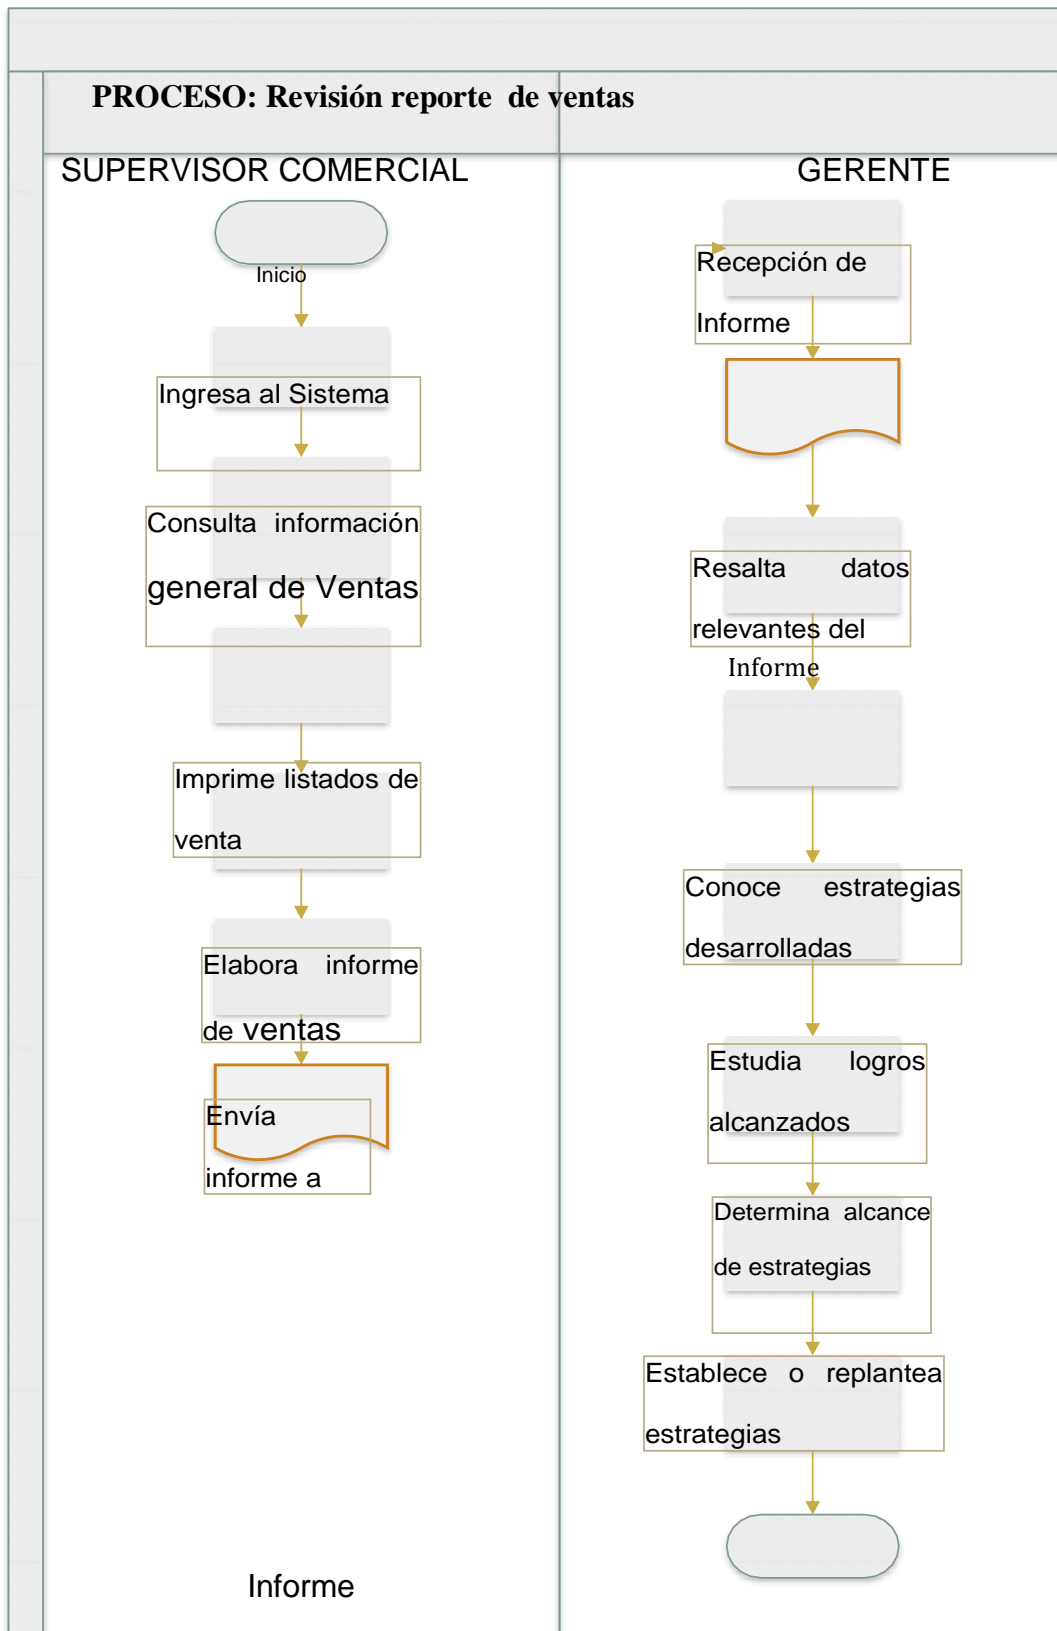 PROCESO: Revisión reporte de ventas
SUPERVISOR COMERCIAL
Inicio
Ingresa al Sistema
Consulta información
general de Ventas
Imprime listados de
venta
Elabora informe
de ventas
Envía
informe a
Informe
GERENTE
Recepción de
Informe
Resalta datos
relevantes del
Informe
Conoce estrategias
desarrolladas
Estudia logros
alcanzados
Determina alcance
de estrategias
Establece o replantea
estrategias